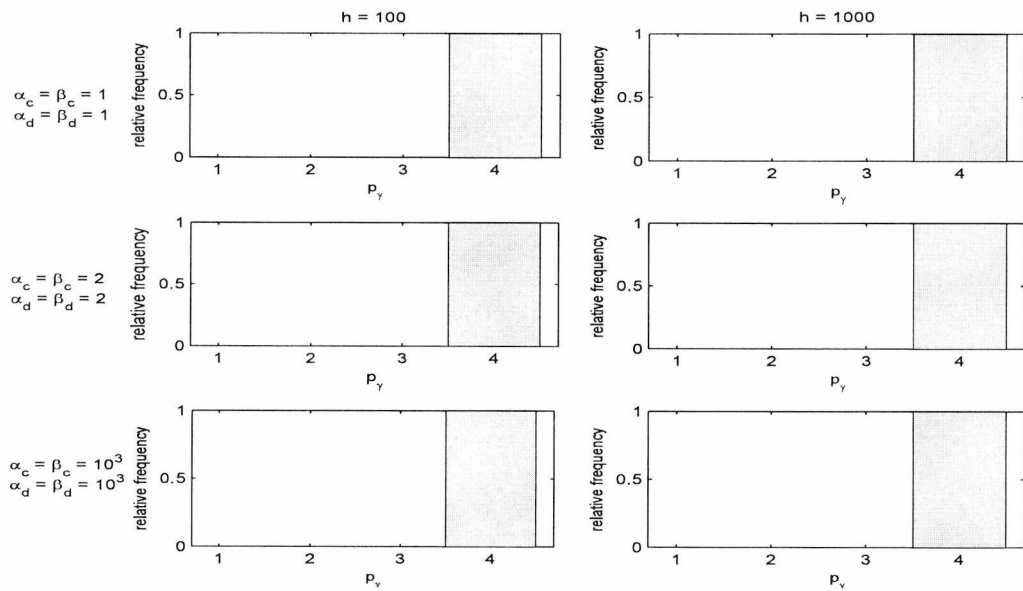 h = 100
h = 1000
α_c = β_c = 1
α_d = β_d = 1
relative frequency
1
0.5
0
1 2 3 4
p_γ
relative frequency
1
0.5
0
1 2 3 4
p_γ
α_c = β_c = 2
α_d = β_d = 2
relative frequency
1
0.5
0
1 2 3 4
p_γ
relative frequency
1
0.5
0
1 2 3 4
p_γ
α_c = β_c = 10³
α_d = β_d = 10³
relative frequency
1
0.5
0
1 2 3 4
p_γ
relative frequency
1
0.5
0
1 2 3 4
p_γ